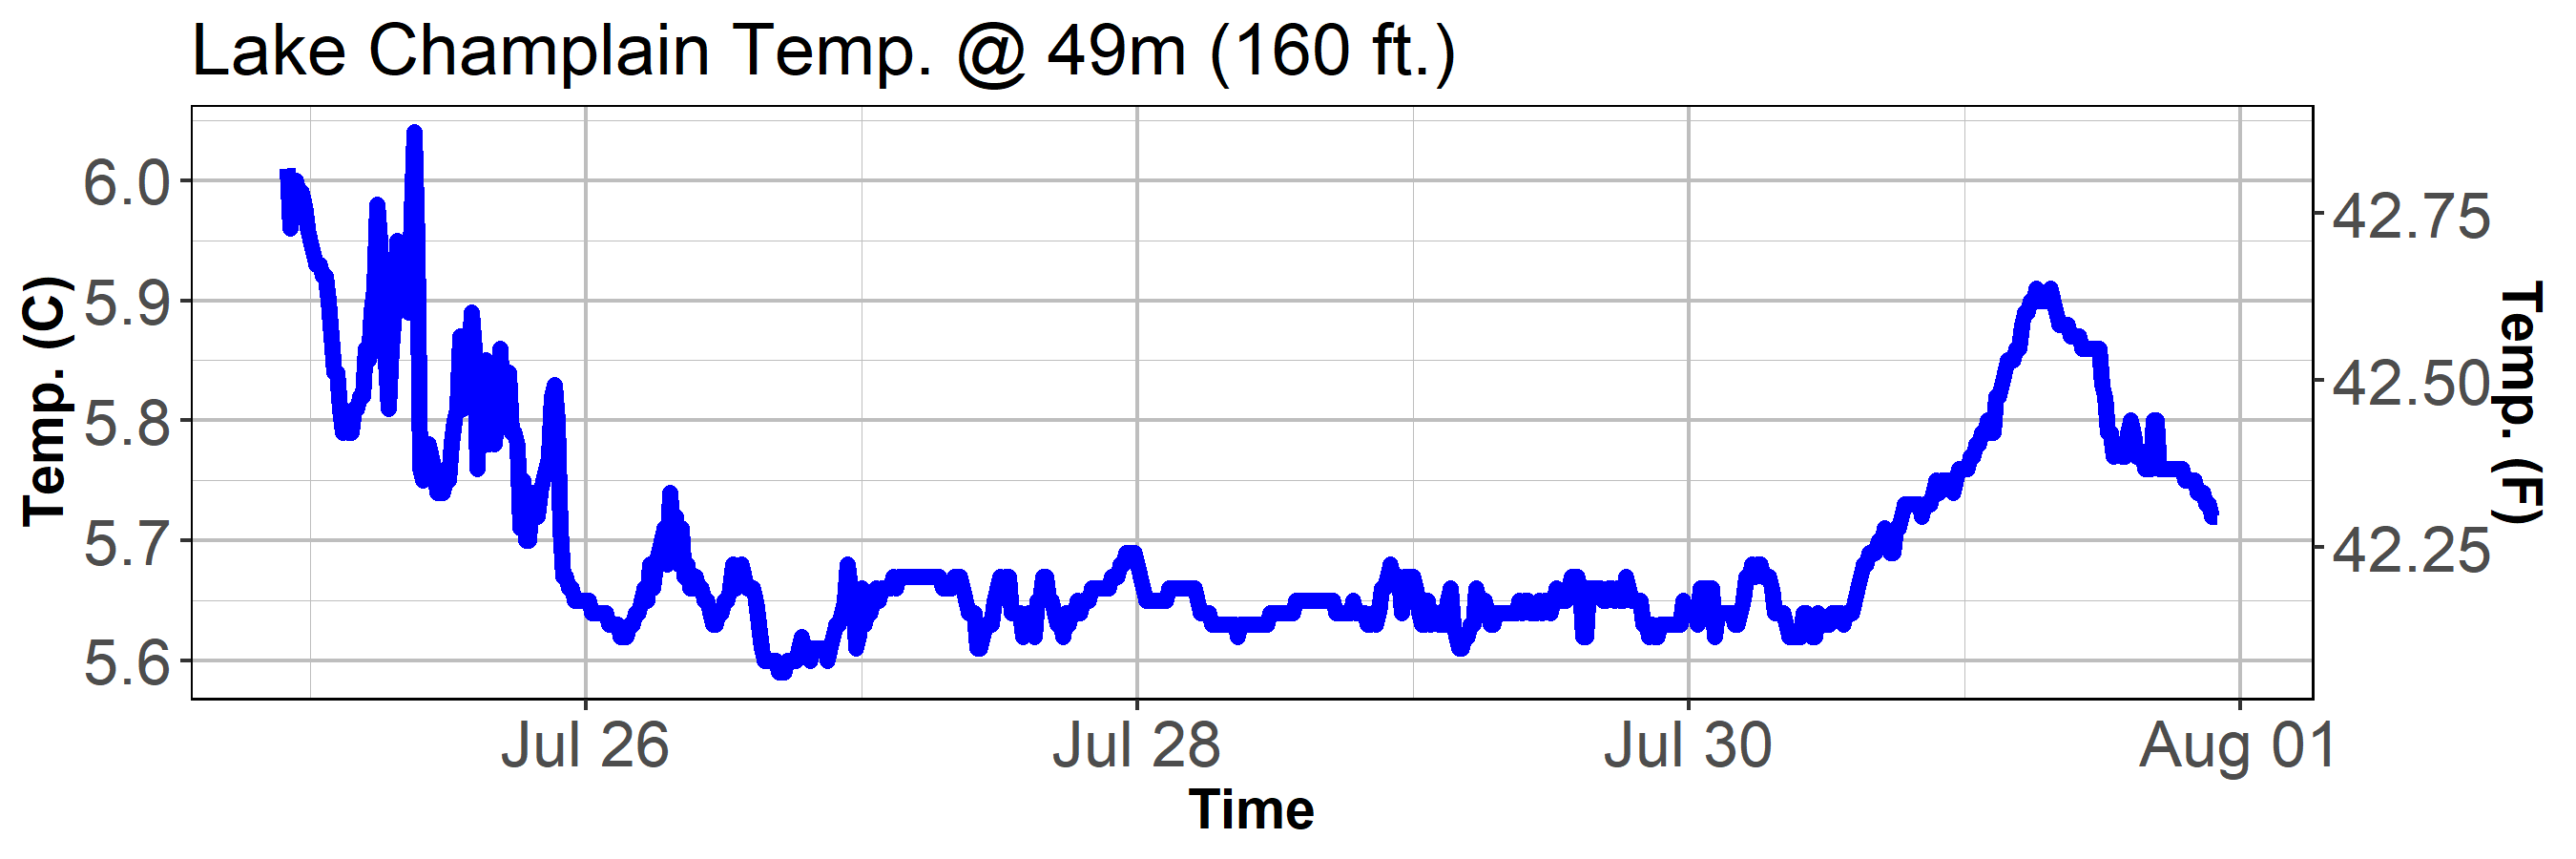 Lake Champlain Temp. @ 49m (160 ft.)
Temp. (C)
6.0
5.9
5.8
5.7
5.6
42.75
42.50
42.25
Temp. (F)
Jul 26
Jul 28
Jul 30
Aug 01
Time